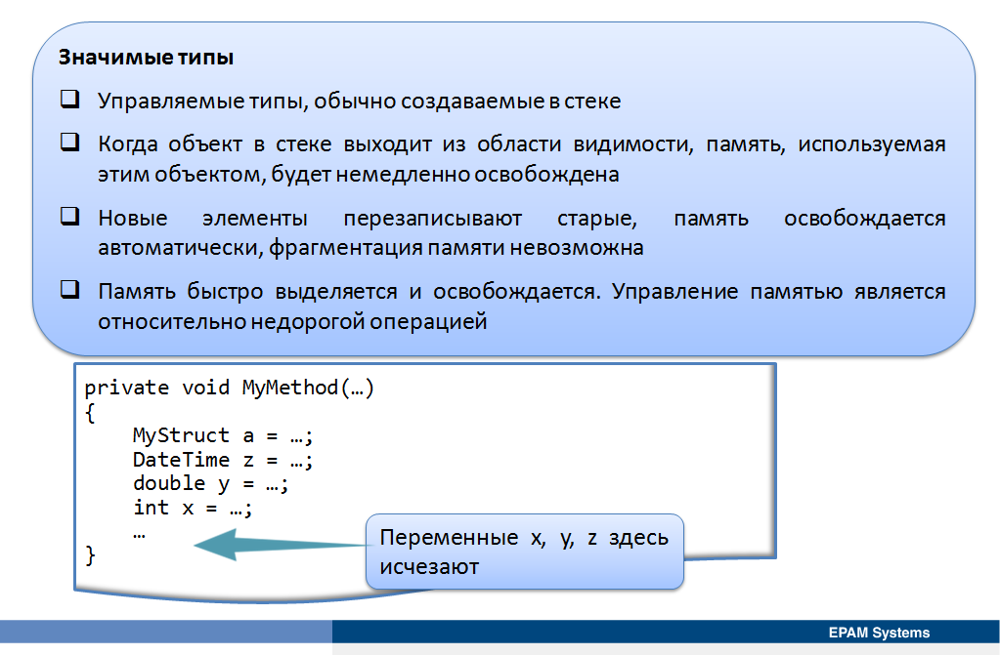 Значимые типы
Управляемые типы, обычно создаваемые в стеке
Когда объект в стеке выходит из области видимости, память, используемая
этим объектом, будет немедленно освобождена
Новые элементы перезаписывают старые, память освобождается
автоматически, фрагментация памяти невозможна
Память быстро выделяется и освобождается. Управление памятью является
относительно недорогой операцией
private void MyMethod(…)
{
MyStruct a = …;
DateTime z = …;
double y = …;
int x = …;
…
}
Переменные x, y, z здесь
исчезают
EPAM Systems